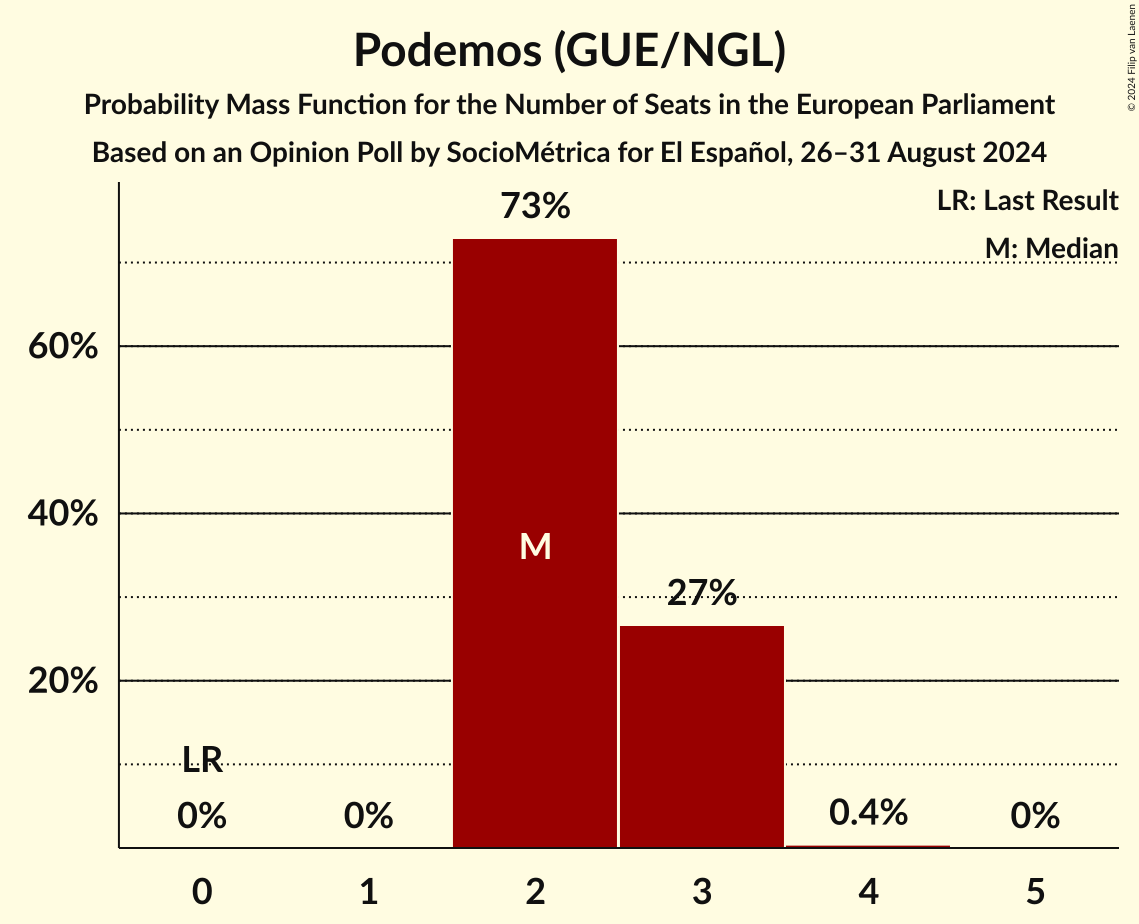 Podemos (GUE/NGL)
Probability Mass Function for the Number of Seats in the European Parliament
Based on an Opinion Poll by SocioMétrica for El Español, 26–31 August 2024
© 2024 Filip van Laenen
LR: Last Result
M: Median
73%
60%
40%
M
27%
20%
LR
0%
0%
0.4%
0%
0 1 2 3 4 5